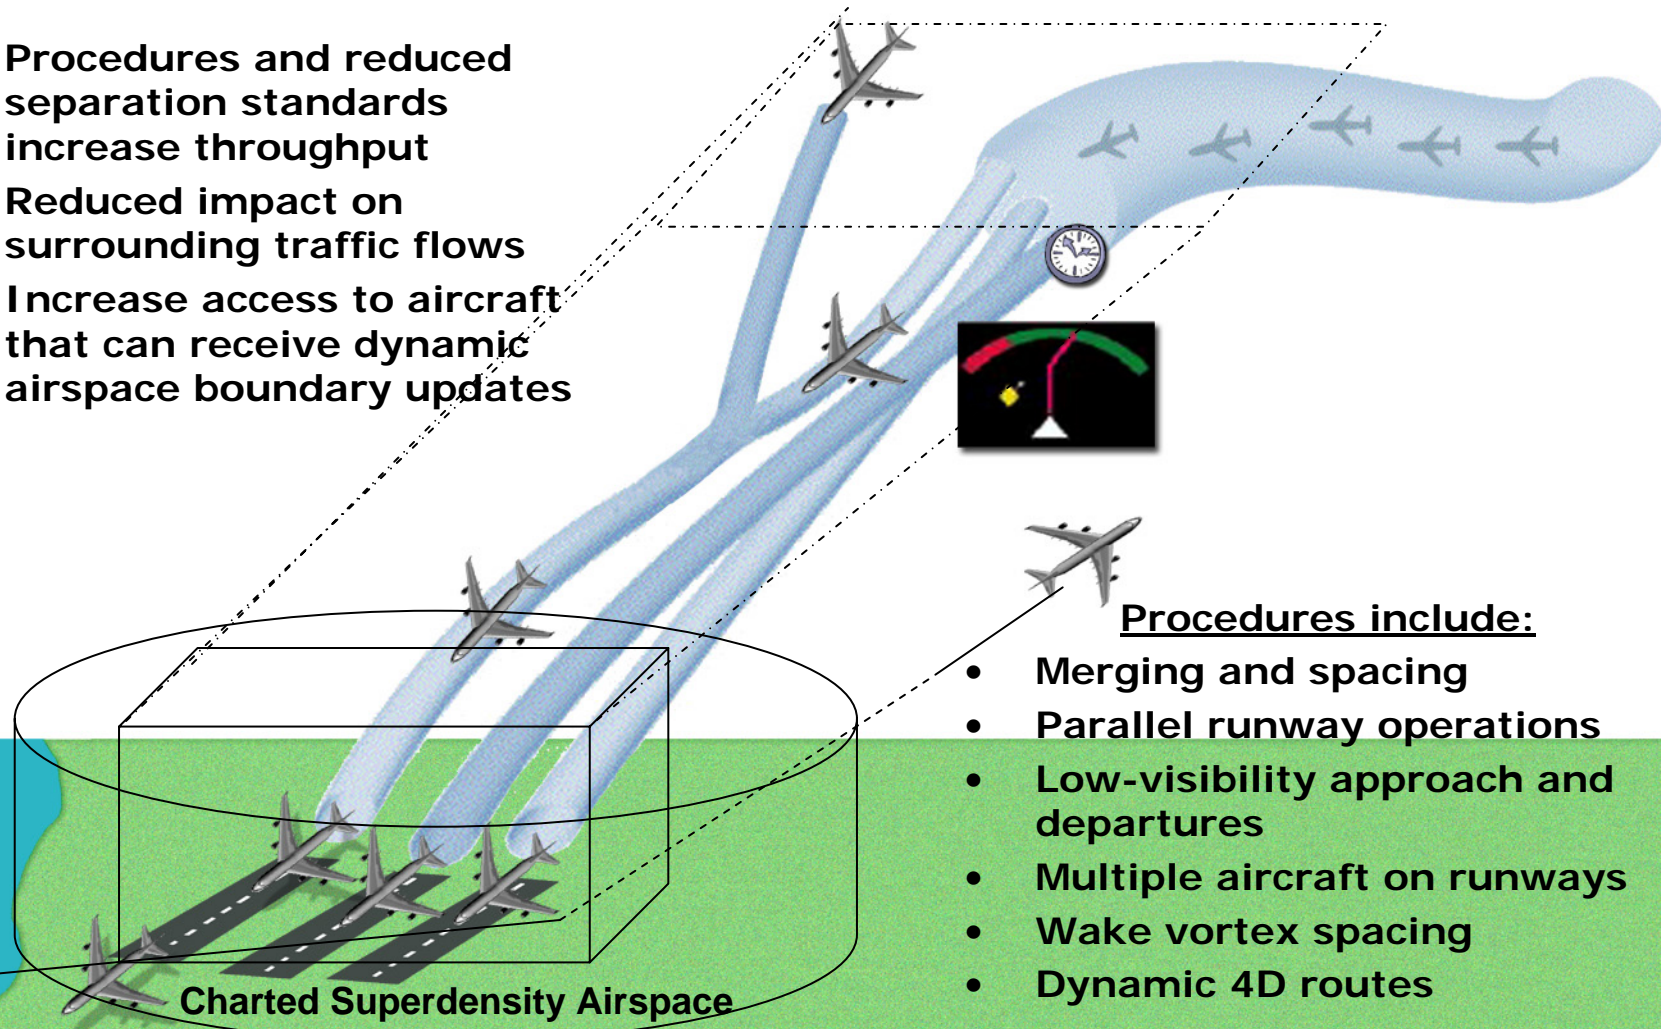 Procedures and reduced
separation standards
increase throughput
Reduced impact on
surrounding traffic flows
Increase access to aircraft
that can receive dynamic
airspace boundary updates
Procedures include:
• Merging and spacing
• Parallel runway operations
• Low-visibility approach and
departures
• Multiple aircraft on runways
• Wake vortex spacing
• Dynamic 4D routes
Charted Superdensity Airspace